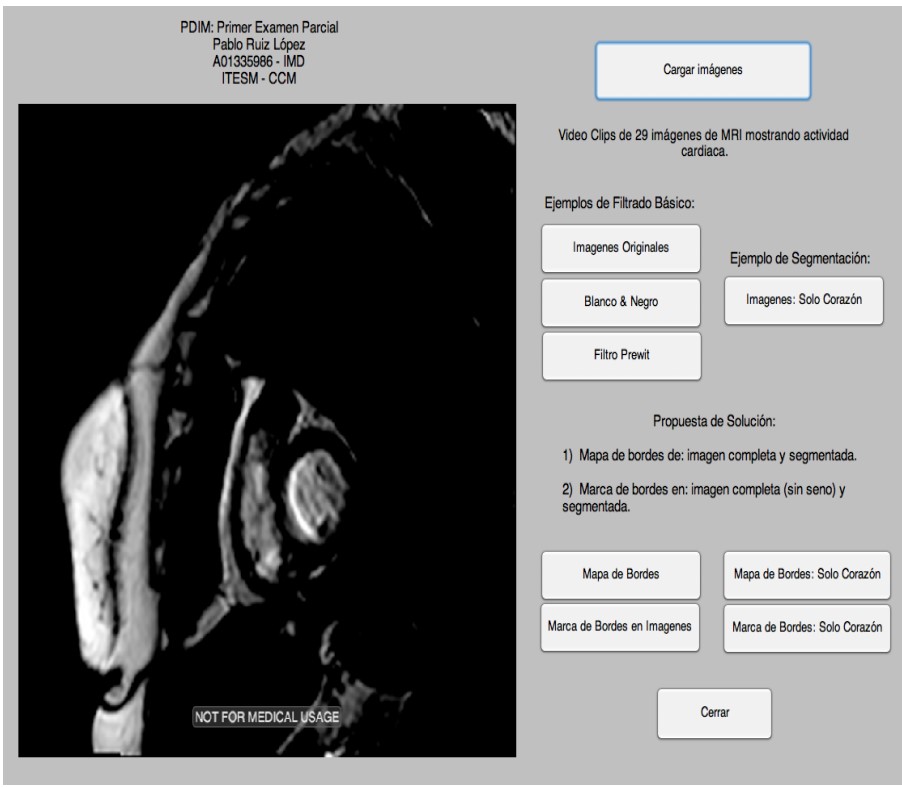 PDIM: Primer Examen Parcial
Pablo Ruiz López
A01335986 - IMD
ITESM - CCM
NOT FOR MEDICAL USAGE
Cargar imágenes
Video Clips de 29 imágenes de MRI mostrando actividad
cardiaca.
Ejemplos de Filtrado Básico:
Imagenes Originales
Blanco & Negro
Filtro Prewit
Ejemplo de Segmentación:
Imagenes: Solo Corazón
Propuesta de Solución:
1) Mapa de bordes de: imagen completa y segmentada.
2) Marca de bordes en: imagen completa (sin seno) y
segmentada.
Mapa de Bordes
Mapa de Bordes: Solo Corazón
Marca de Bordes en Imagenes
Marca de Bordes: Solo Corazón
Cerrar